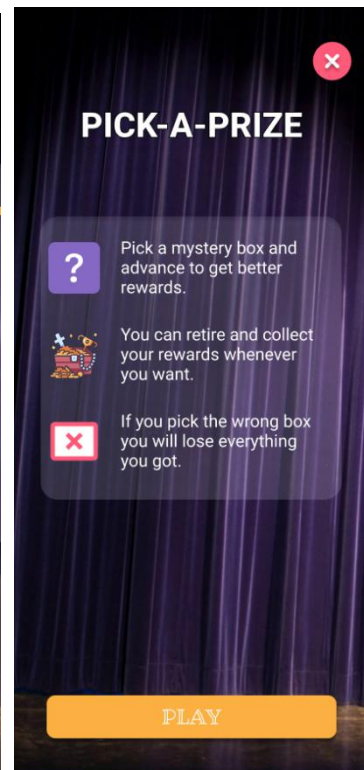 PICK-A-PRIZE
?
Pick a mystery box and
advance to get better
rewards.
You can retire and collect
your rewards whenever
you want.
If you pick the wrong box
you will lose everything
you got.
PLAY